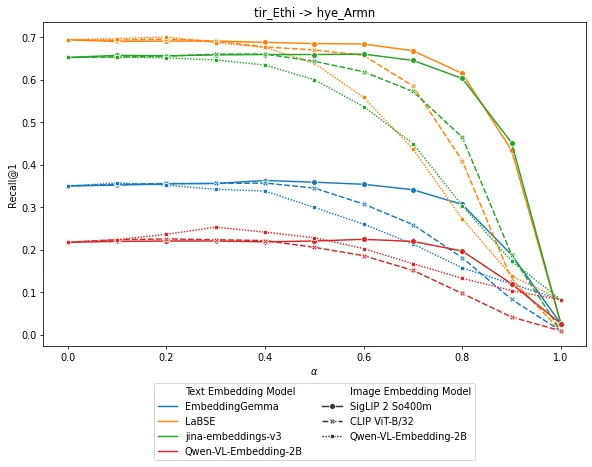 tir_Ethi -> hye_Armn
Recall@1
0.7
0.6
0.5
0.4
0.3
0.2
0.1
0.0
0.0 0.2 0.4 0.6 0.8 1.0
α
Text Embedding Model
EmbeddingGemma
LaBSE
jina-embeddings-v3
Qwen-VL-Embedding-2B
Image Embedding Model
SigLIP 2 So400m
CLIP ViT-B/32
Qwen-VL-Embedding-2B